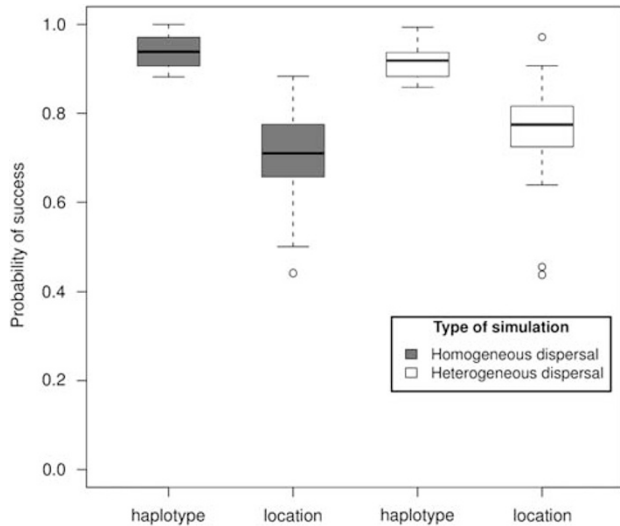 1.0
0.8
0.6
0.4
0.2
0.0
Probability of success
Type of simulation
Homogeneous dispersal
Heterogeneous dispersal
haplotype location haplotype location